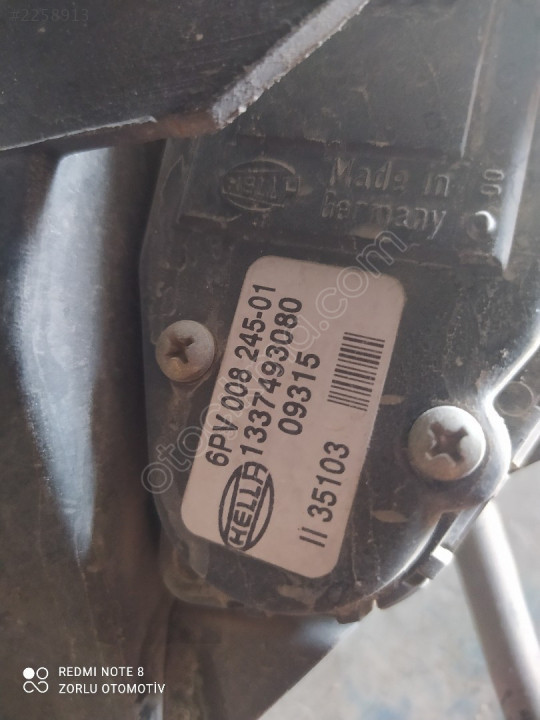 #2258913
HELLA
Made in
Germany
6PV 008 245-01
HELLA 1337493080
09315
II 35103
REDMI NOTE 8
ZORLU OTOMOTİV